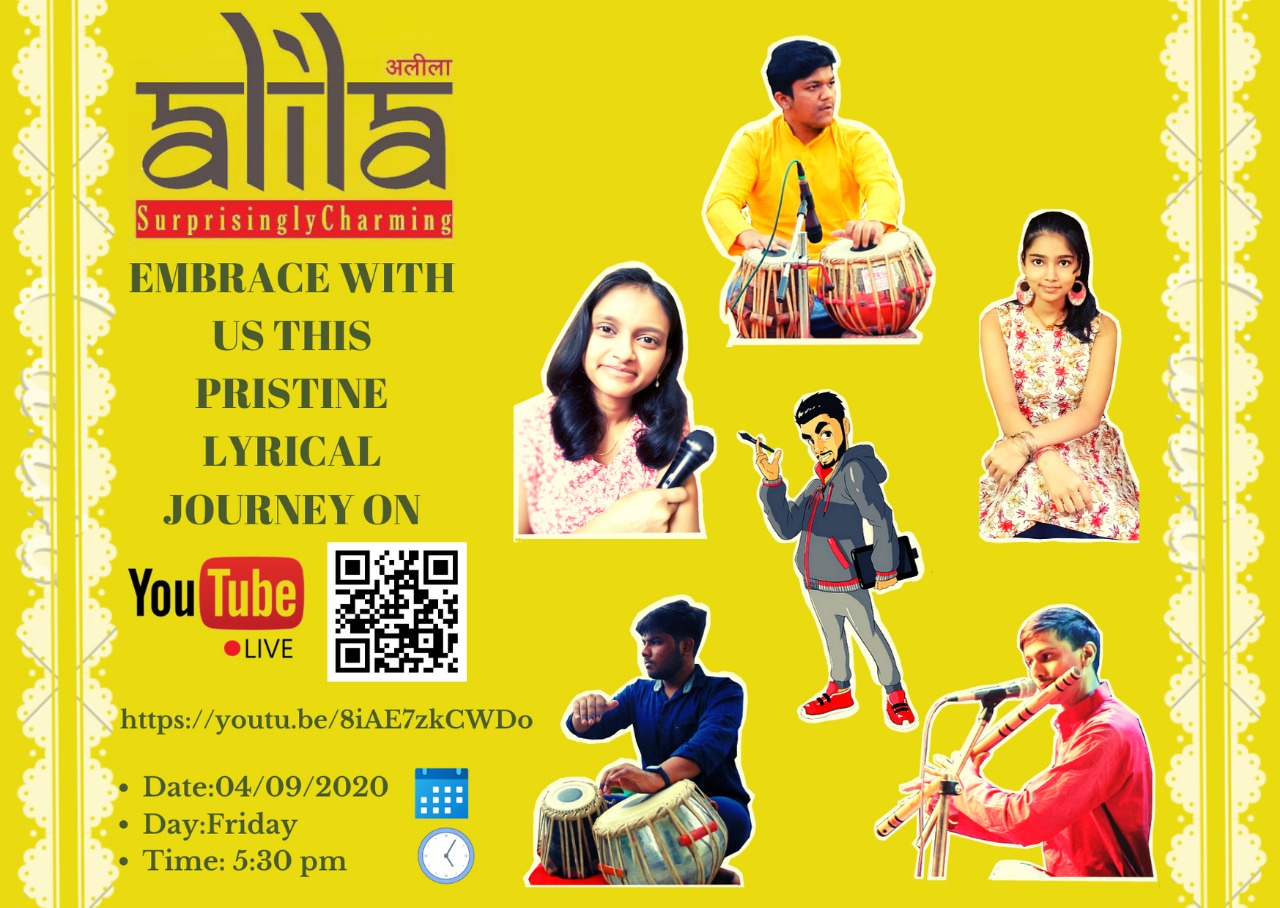 अलीला
alila
SurprisinglyCharming
EMBRACE WITH
US THIS
PRISTINE
LYRICAL
JOURNEY ON
YouTube
LIVE
https://youtu.be/8iAE7zkCWDo
• Date:04/09/2020
• Day:Friday
• Time: 5:30 pm